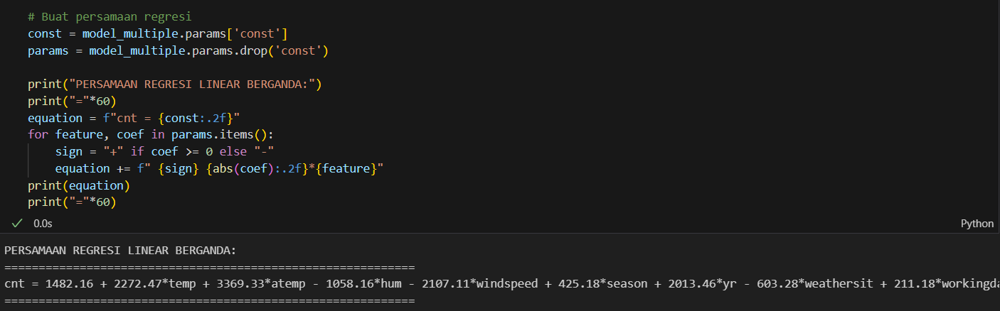 # Buat persamaan regresi
const = model_multiple.params['const']
params = model_multiple.params.drop('const')
print("PERSAMAAN REGRESI LINEAR BERGANDA:")
print("="*60)
equation = f"cnt = {const:.2f}"
for feature, coef in params.items():
    sign = "+" if coef >= 0 else "-"
    equation += f" {sign} {abs(coef):.2f}*{feature}"
print(equation)
print("="*60)
0.0s
Python
PERSAMAAN REGRESI LINEAR BERGANDA:
============================================================
cnt = 1482.16 + 2272.47*temp + 3369.33*atemp - 1058.16*hum - 2107.11*windspeed + 425.18*season + 2013.46*yr - 603.28*weathersit + 211.18*workingda
============================================================